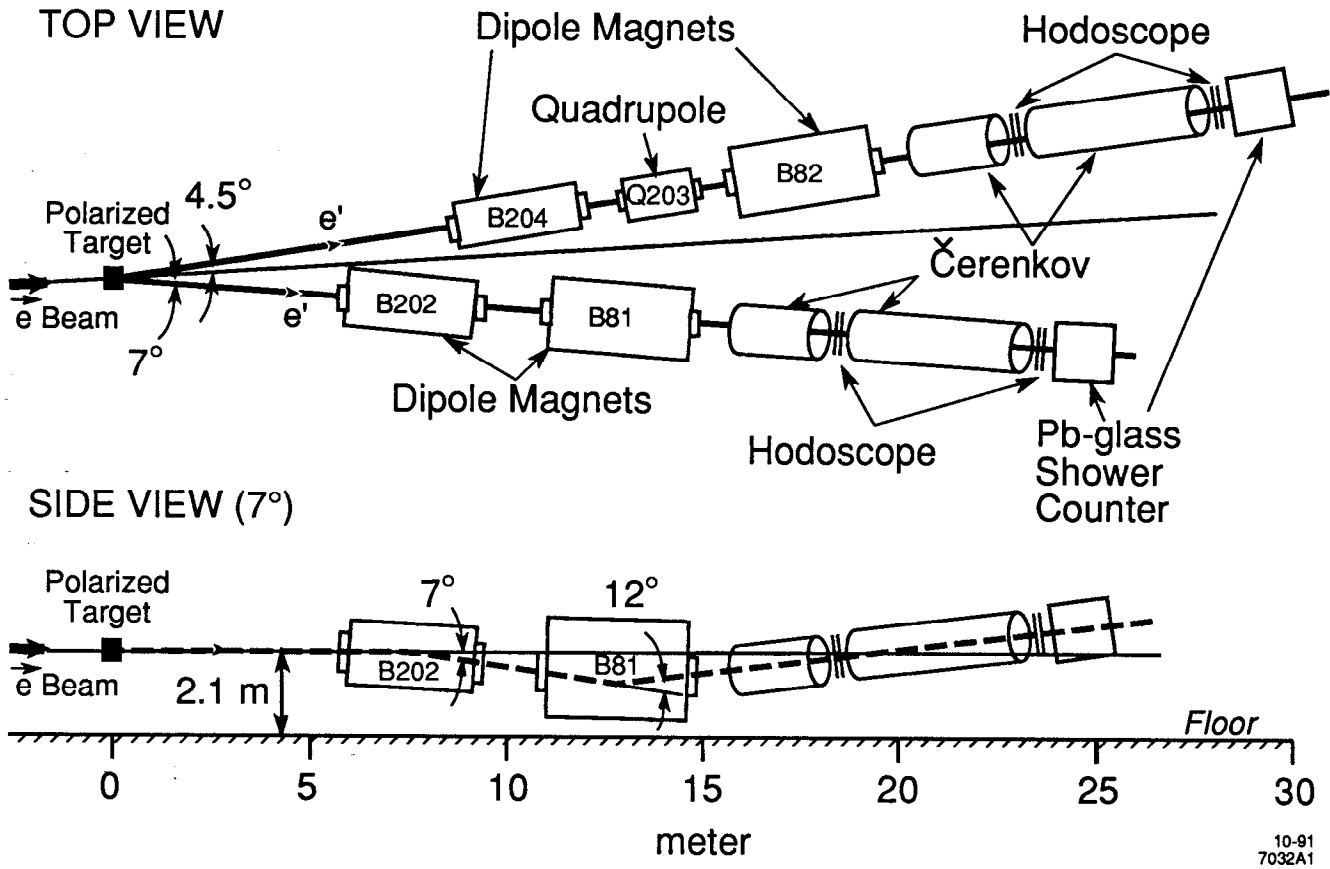 TOP VIEW
Dipole Magnets
Hodoscope
Quadrupole
4.5°
Polarized
Target
e'
B204
Q203
B82
e Beam
7°
e'
B202
B81
Čerenkov
Dipole Magnets
Hodoscope
Pb-glass
Shower
Counter
SIDE VIEW (7°)
Polarized
Target
7°
12°
e Beam
2.1 m
B202
B81
Floor
0 5 10 15 20 25 30
meter
10-91
7032A1